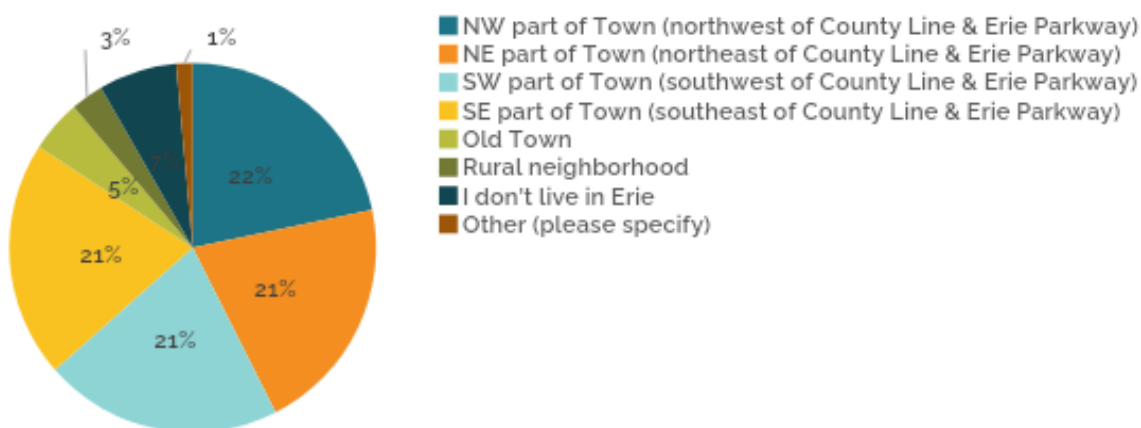 3%
1%
7%
22%
5%
21%
21%
21%
NW part of Town (northwest of County Line & Erie Parkway)
NE part of Town (northeast of County Line & Erie Parkway)
SW part of Town (southwest of County Line & Erie Parkway)
SE part of Town (southeast of County Line & Erie Parkway)
Old Town
Rural neighborhood
I don't live in Erie
Other (please specify)